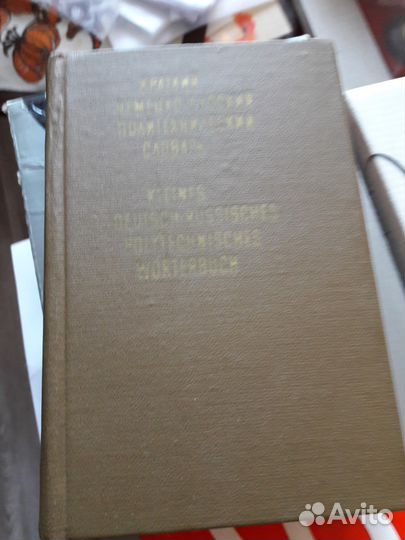 КРАТКИЙ
НЕМЕЦКО-РУССКИЙ
ПОЛИТЕХНИЧЕСКИЙ
СЛОВАРЬ
KLEINES
DEUTSCH-RUSSISCHES
POLYTECHNISCHES
WÖRTERBUCH
Avito